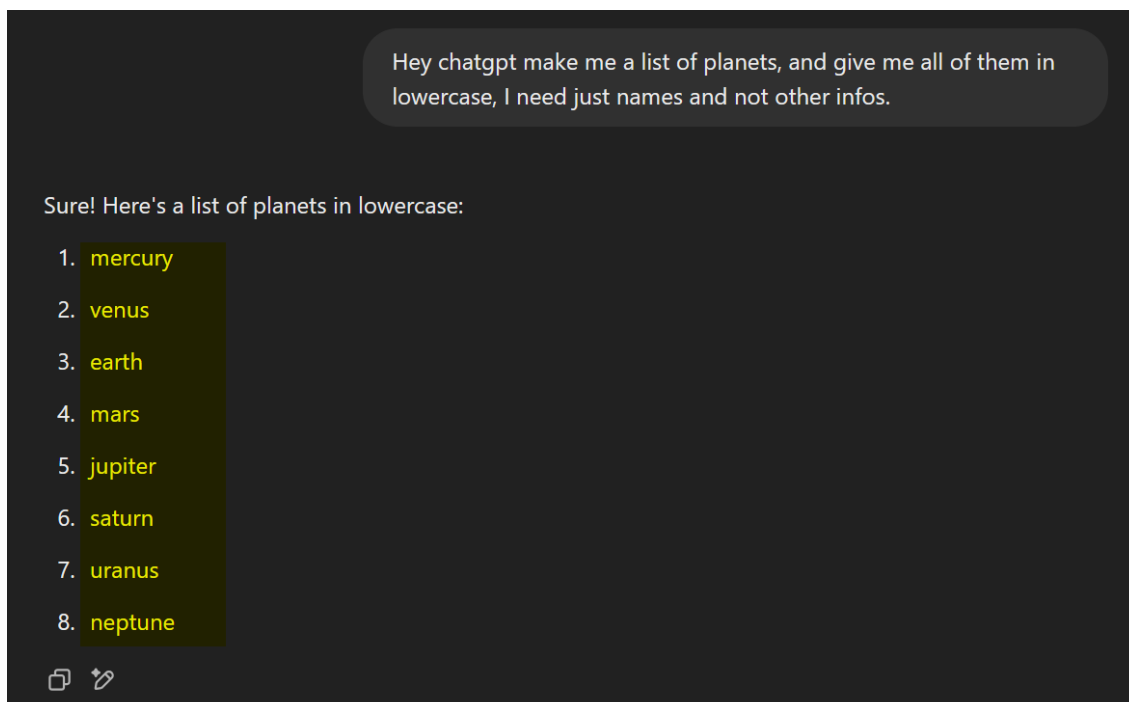 Hey chatgpt make me a list of planets, and give me all of them in
lowercase, I need just names and not other infos.
Sure! Here's a list of planets in lowercase:
1. mercury
2. venus
3. earth
4. mars
5. jupiter
6. saturn
7. uranus
8. neptune